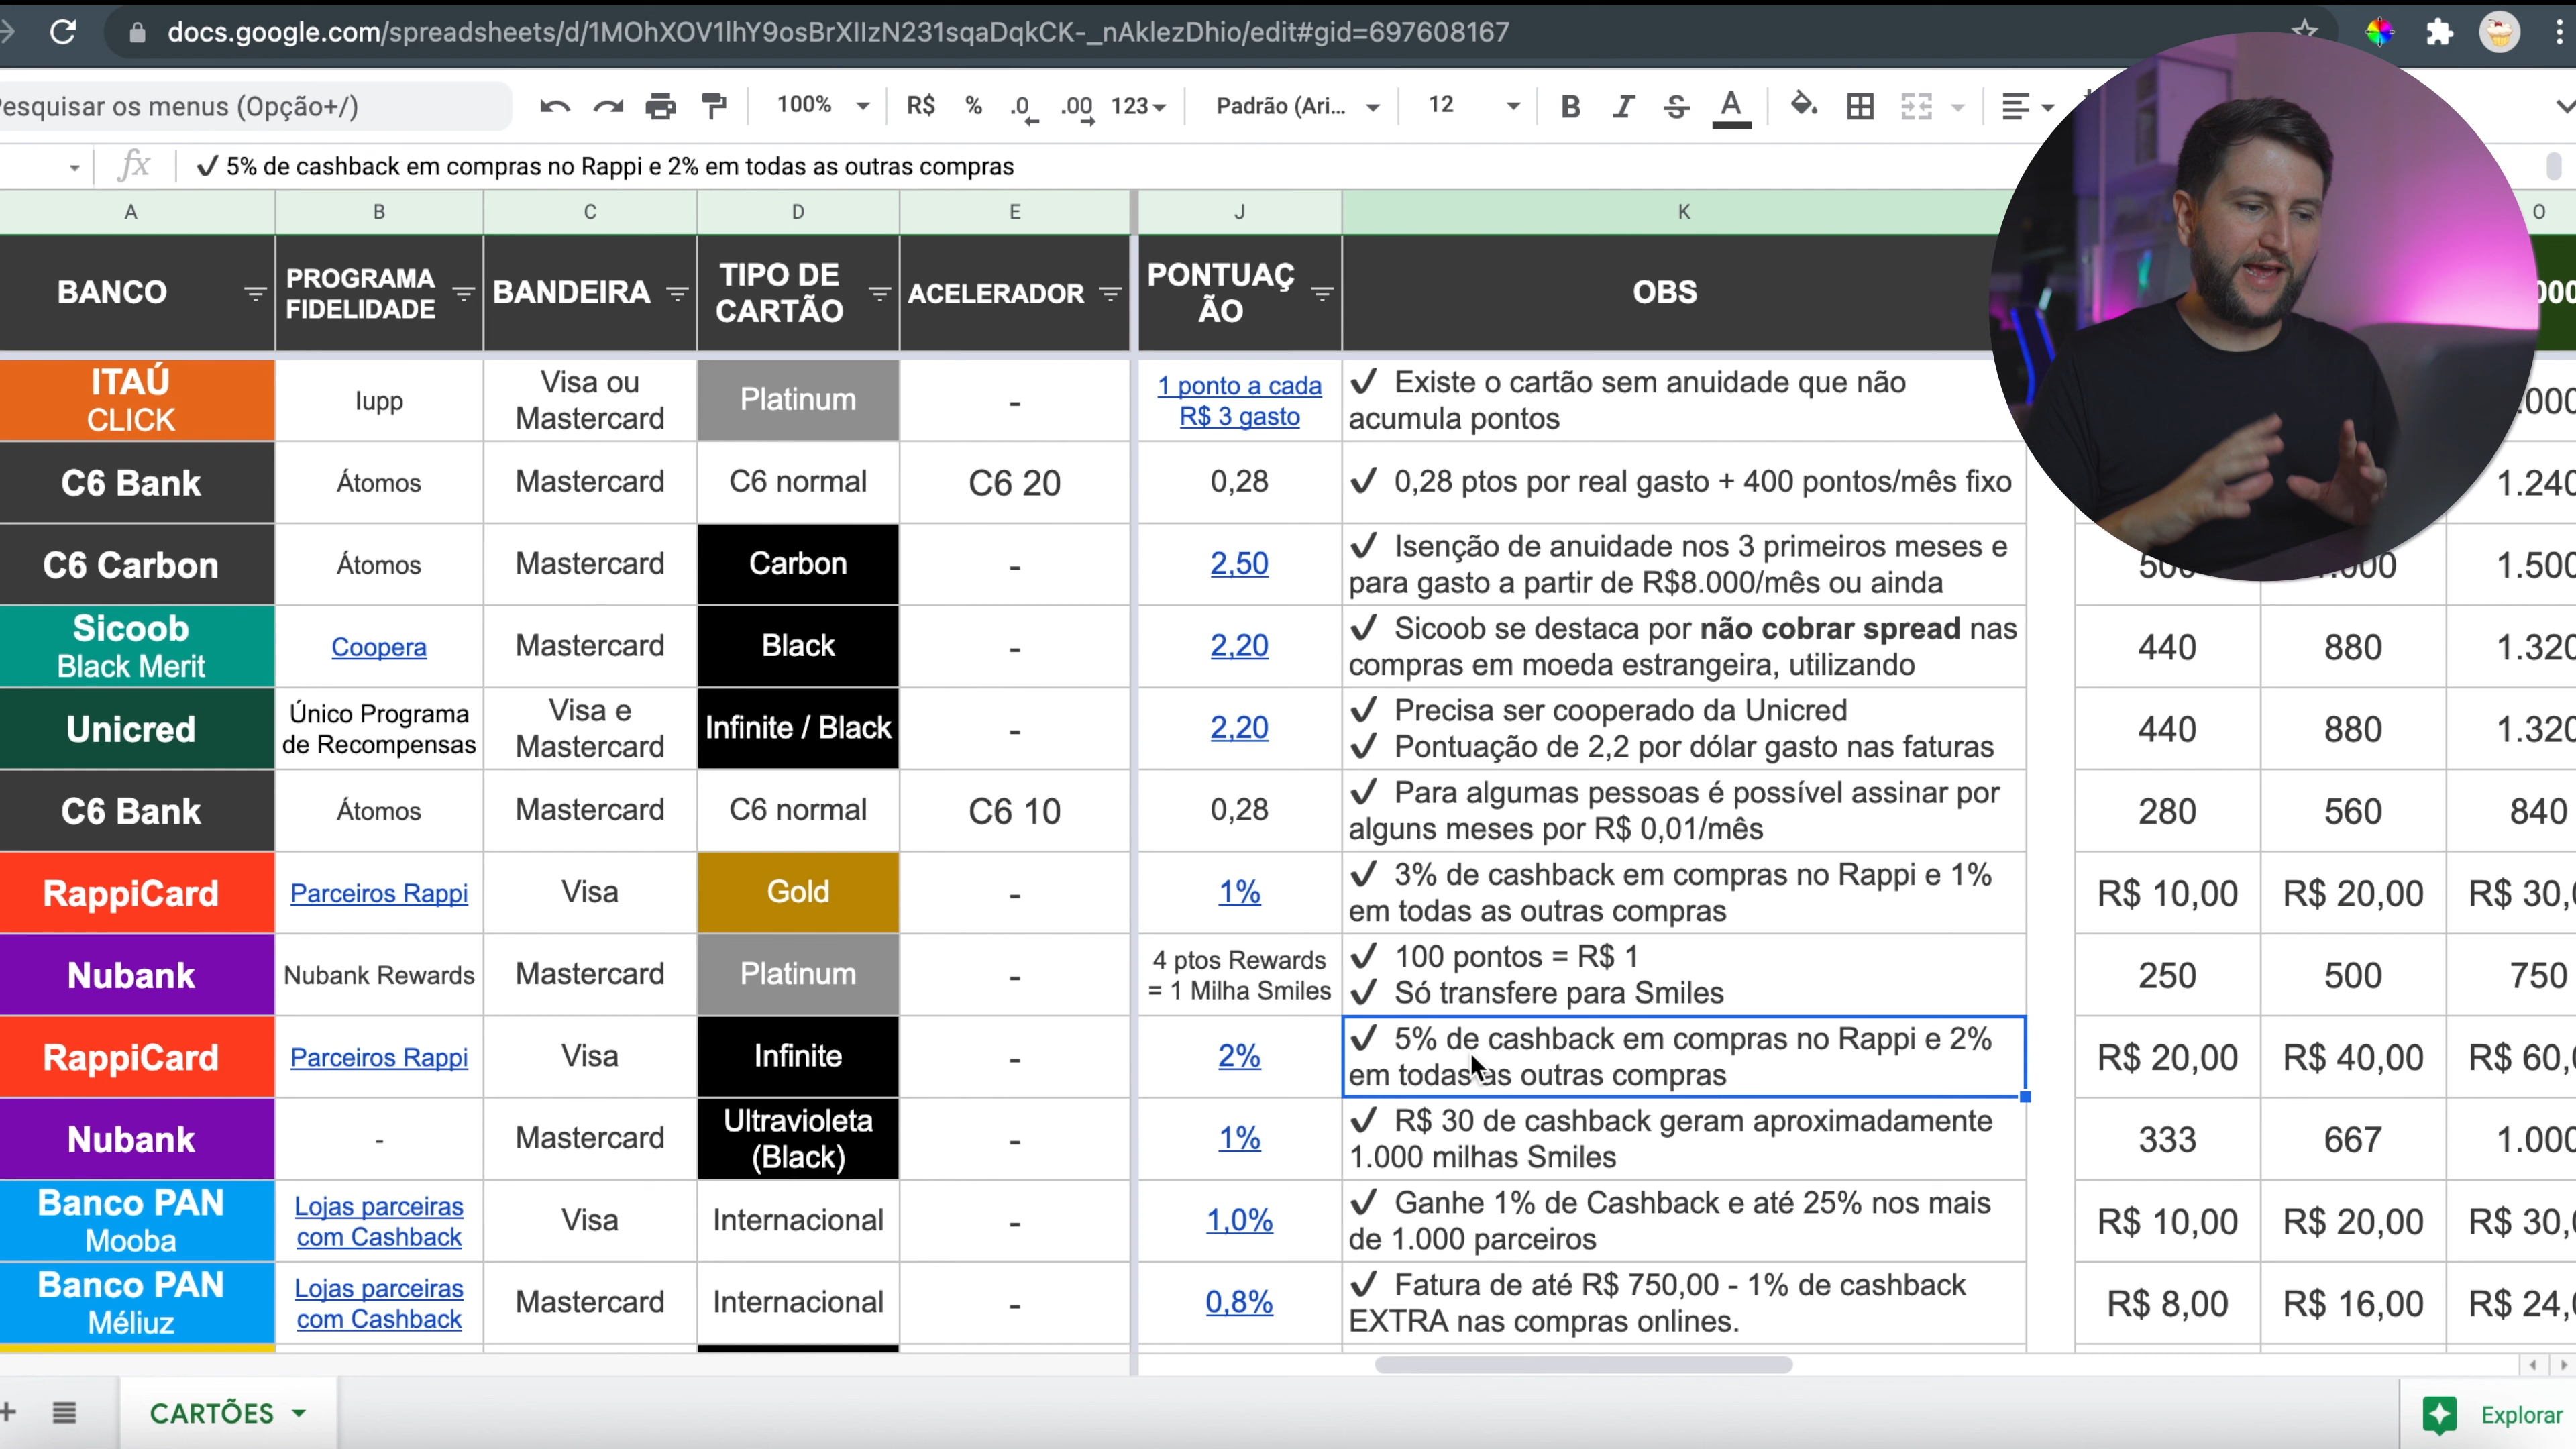 docs.google.com/spreadsheets/d/1MOhXOV1lhY9osBrXIIzN231sqaDqkCK-_nAklezDhio/edit#gid=697608167
esquisar os menus (Opção+/)
100%
R$ % .0 .00 123
Padrão (Ari...
12
B I S A
fx ✓ 5% de cashback em compras no Rappi e 2% em todas as outras compras
A B C D E J K O
BANCO
PROGRAMA
FIDELIDADE
BANDEIRA
TIPO DE
CARTÃO
ACELERADOR
PONTUAÇ
ÃO
OBS
ITAÚ
CLICK
Iupp
Visa ou
Mastercard
Platinum
-
1 ponto a cada
R$ 3 gasto
✓ Existe o cartão sem anuidade que não
acumula pontos
C6 Bank
Átomos
Mastercard
C6 normal
C6 20
0,28
✓ 0,28 ptos por real gasto + 400 pontos/mês fixo
1.240
C6 Carbon
Átomos
Mastercard
Carbon
-
2,50
✓ Isenção de anuidade nos 3 primeiros meses e
para gasto a partir de R$8.000/mês ou ainda
1.500
Sicoob
Black Merit
Coopera
Mastercard
Black
-
2,20
✓ Sicoob se destaca por não cobrar spread nas
compras em moeda estrangeira, utilizando
440
880
1.320
Unicred
Único Programa
de Recompensas
Visa e
Mastercard
Infinite / Black
-
2,20
✓ Precisa ser cooperado da Unicred
✓ Pontuação de 2,2 por dólar gasto nas faturas
440
880
1.320
C6 Bank
Átomos
Mastercard
C6 normal
C6 10
0,28
✓ Para algumas pessoas é possível assinar por
alguns meses por R$ 0,01/mês
280
560
840
RappiCard
Parceiros Rappi
Visa
Gold
-
1%
✓ 3% de cashback em compras no Rappi e 1%
em todas as outras compras
R$ 10,00
R$ 20,00
R$ 30,
Nubank
Nubank Rewards
Mastercard
Platinum
-
4 ptos Rewards
= 1 Milha Smiles
✓ 100 pontos = R$ 1
✓ Só transfere para Smiles
250
500
750
RappiCard
Parceiros Rappi
Visa
Infinite
-
2%
✓ 5% de cashback em compras no Rappi e 2%
em todas as outras compras
R$ 20,00
R$ 40,00
R$ 60,
Nubank
-
Mastercard
Ultravioleta
(Black)
-
1%
✓ R$ 30 de cashback geram aproximadamente
1.000 milhas Smiles
333
667
1.000
Banco PAN
Mooba
Lojas parceiras
com Cashback
Visa
Internacional
-
1,0%
✓ Ganhe 1% de Cashback e até 25% nos mais
de 1.000 parceiros
R$ 10,00
R$ 20,00
R$ 30,
Banco PAN
Méliuz
Lojas parceiras
com Cashback
Mastercard
Internacional
-
0,8%
✓ Fatura de até R$ 750,00 - 1% de cashback
EXTRA nas compras onlines.
R$ 8,00
R$ 16,00
R$ 24,
CARTÕES
Explorar